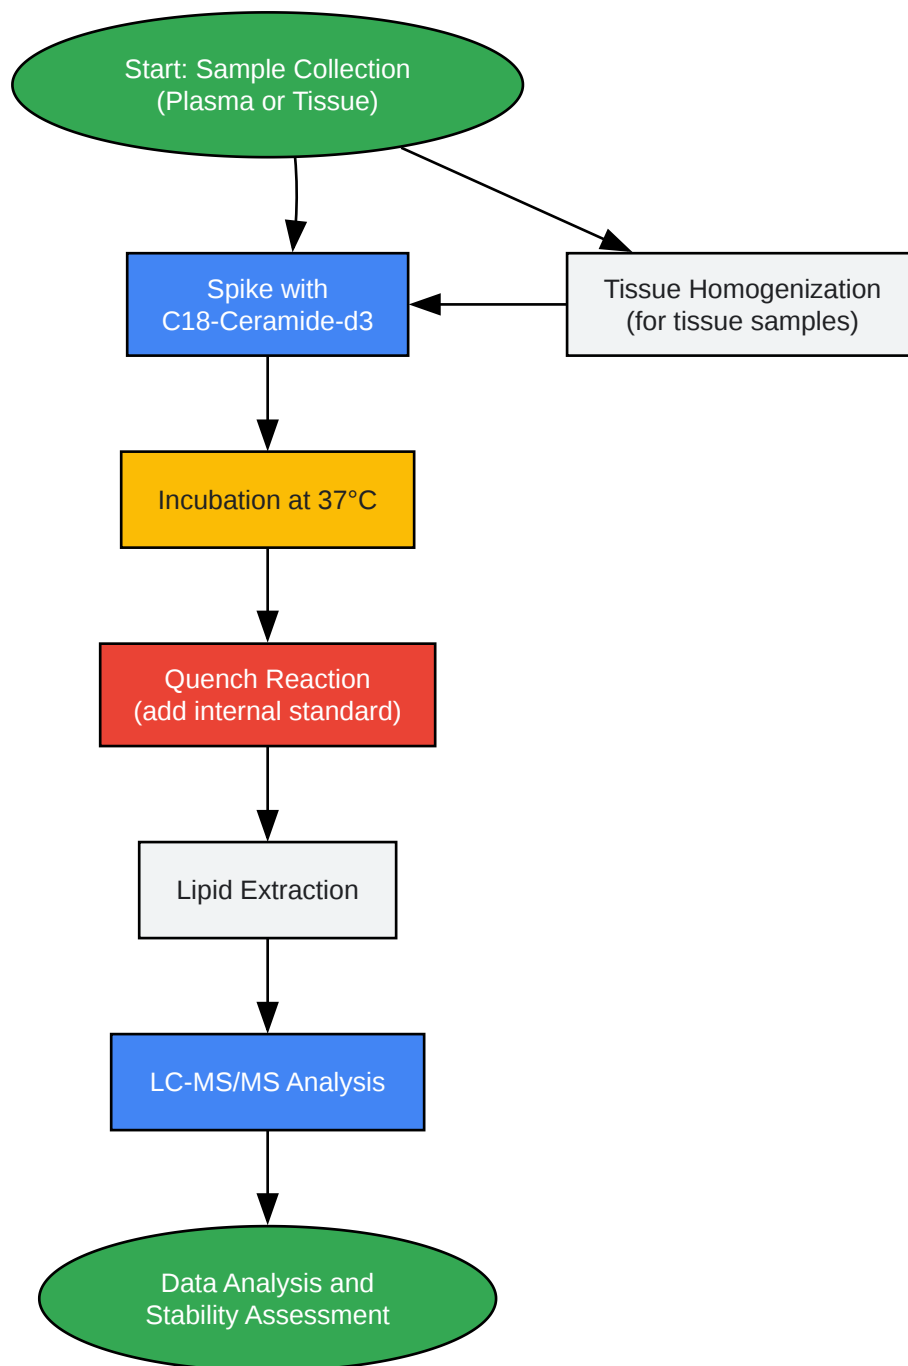 Start: Sample Collection
(Plasma or Tissue)
Spike with
C18-Ceramide-d3
Tissue Homogenization
(for tissue samples)
Incubation at 37°C
Quench Reaction
(add internal standard)
Lipid Extraction
LC-MS/MS Analysis
Data Analysis and
Stability Assessment